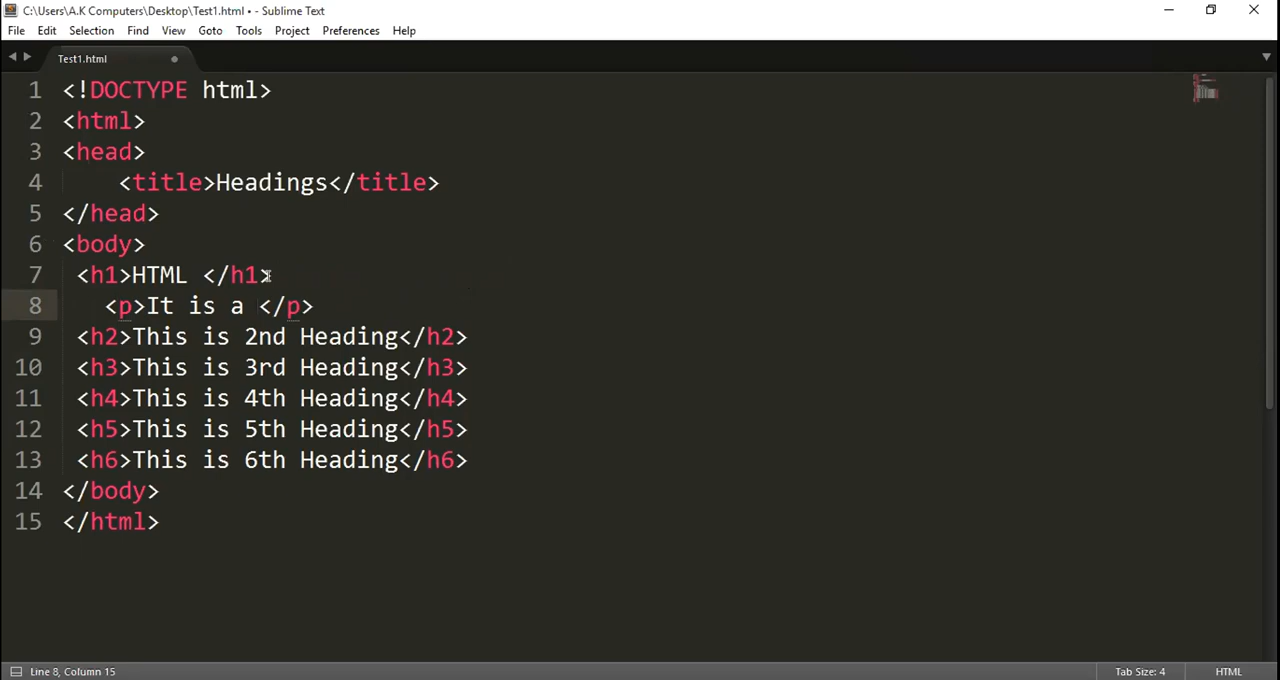 C:\Users\A.K Computers\Desktop\Test1.html • - Sublime Text
File Edit Selection Find View Goto Tools Project Preferences Help
Test1.html
1 <!DOCTYPE html>
2 <html>
3 <head>
4 <title>Headings</title>
5 </head>
6 <body>
7 <h1>HTML </h1>
8 <p>It is a </p>
9 <h2>This is 2nd Heading</h2>
10 <h3>This is 3rd Heading</h3>
11 <h4>This is 4th Heading</h4>
12 <h5>This is 5th Heading</h5>
13 <h6>This is 6th Heading</h6>
14 </body>
15 </html>
Line 8, Column 15 Tab Size: 4 HTML